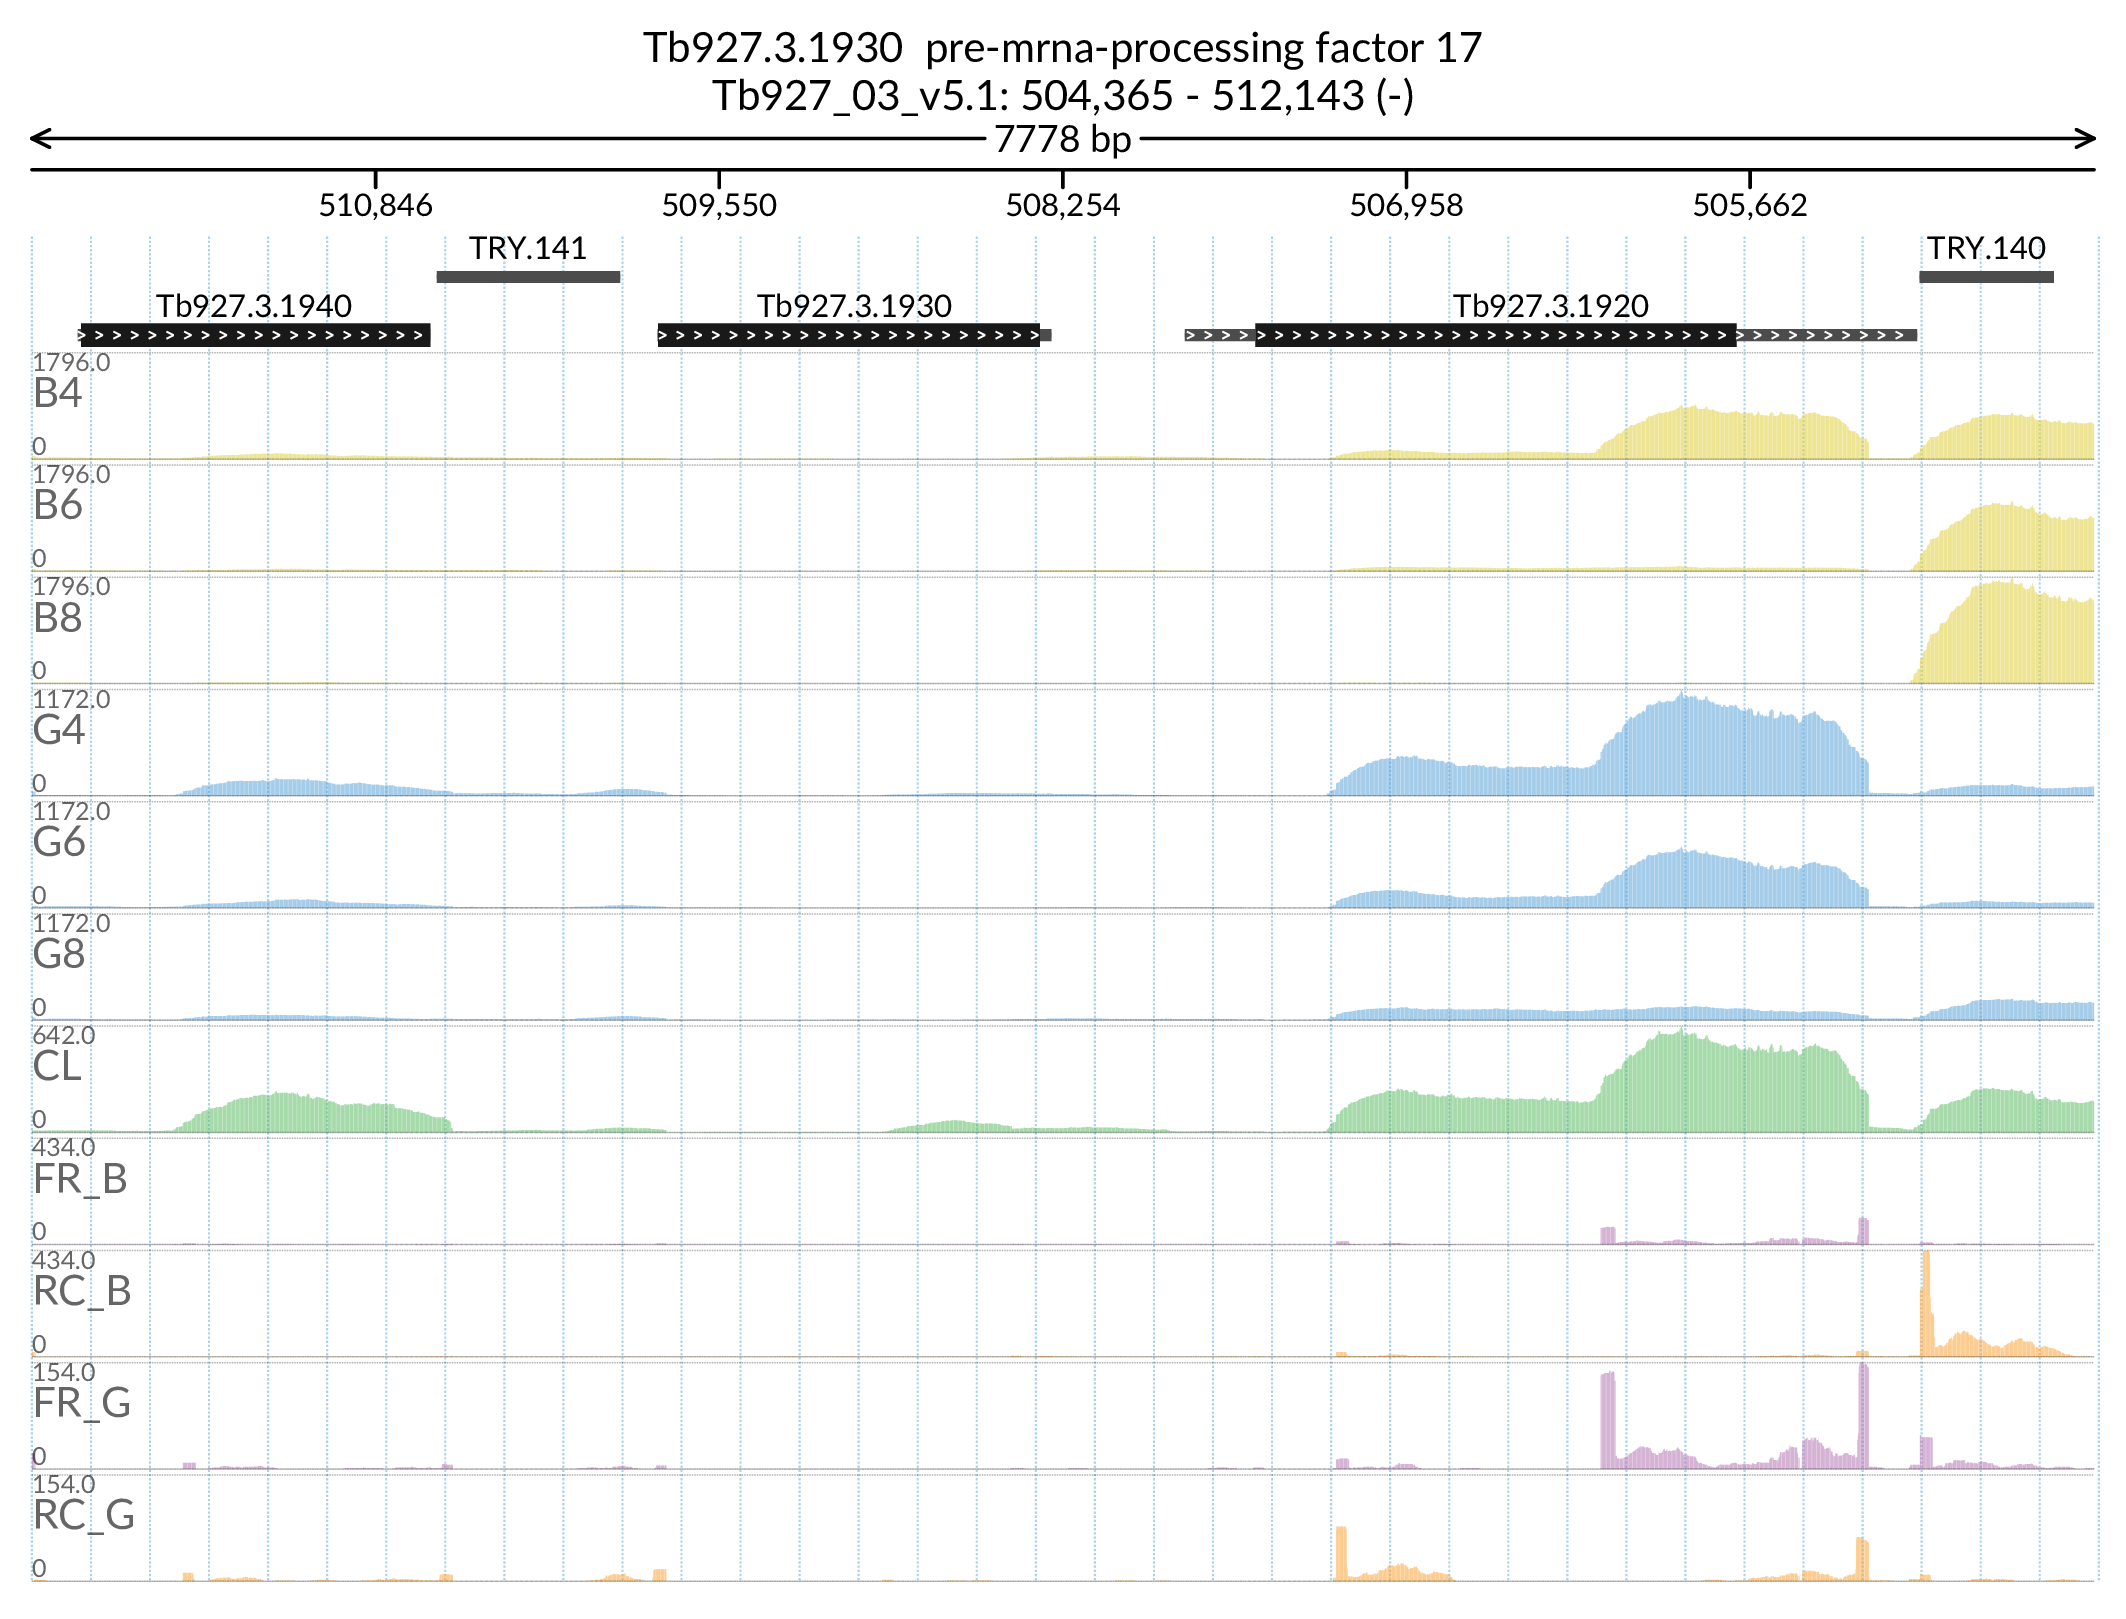 Tb927.3.1930  pre-mrna-processing factor 17
Tb927_03_v5.1: 504,365 - 512,143 (-)
7778 bp
510,846 509,550 508,254 506,958 505,662
TRY.141 TRY.140
Tb927.3.1940 Tb927.3.1930 Tb927.3.1920
1796.0
B4
0
1796.0
B6
0
1796.0
B8
0
1172.0
G4
0
1172.0
G6
0
1172.0
G8
0
642.0
CL
0
434.0
FR_B
0
434.0
RC_B
0
154.0
FR_G
0
154.0
RC_G
0